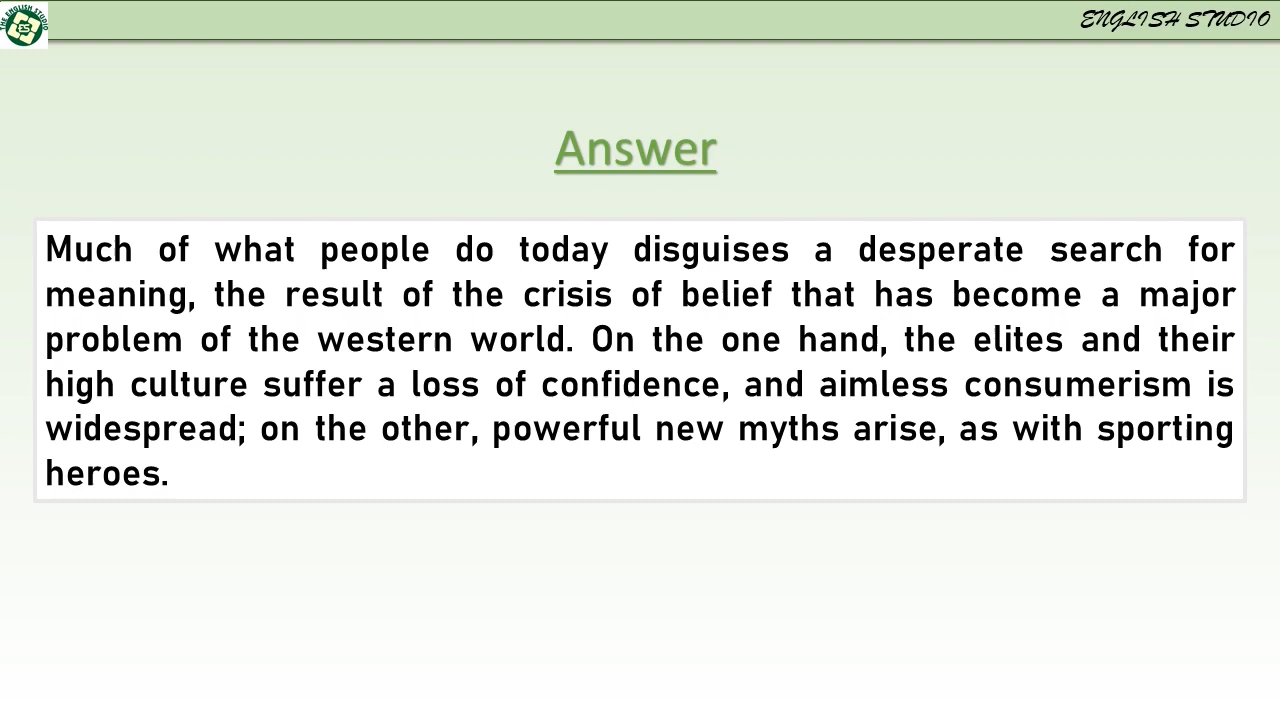 THE ENGLISH STUDIO
ENGLISH STUDIO
Answer
Much of what people do today disguises a desperate search for
meaning, the result of the crisis of belief that has become a major
problem of the western world. On the one hand, the elites and their
high culture suffer a loss of confidence, and aimless consumerism is
widespread; on the other, powerful new myths arise, as with sporting
heroes.